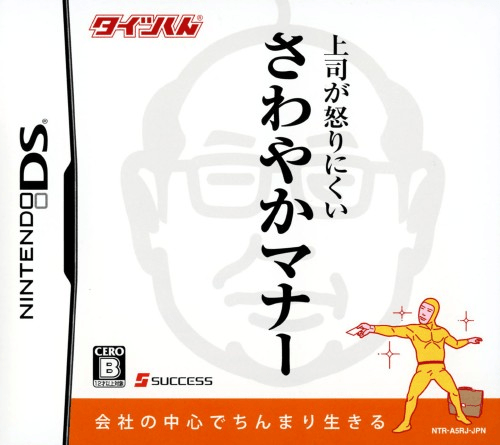 タイツくん®
上司が怒りにくい
さわやかマナー
NINTENDO DS®
CERO
B
12才以上対象
SUCCESS
会社の中心でちんまり生きる
NTR-ASRJ-JPN